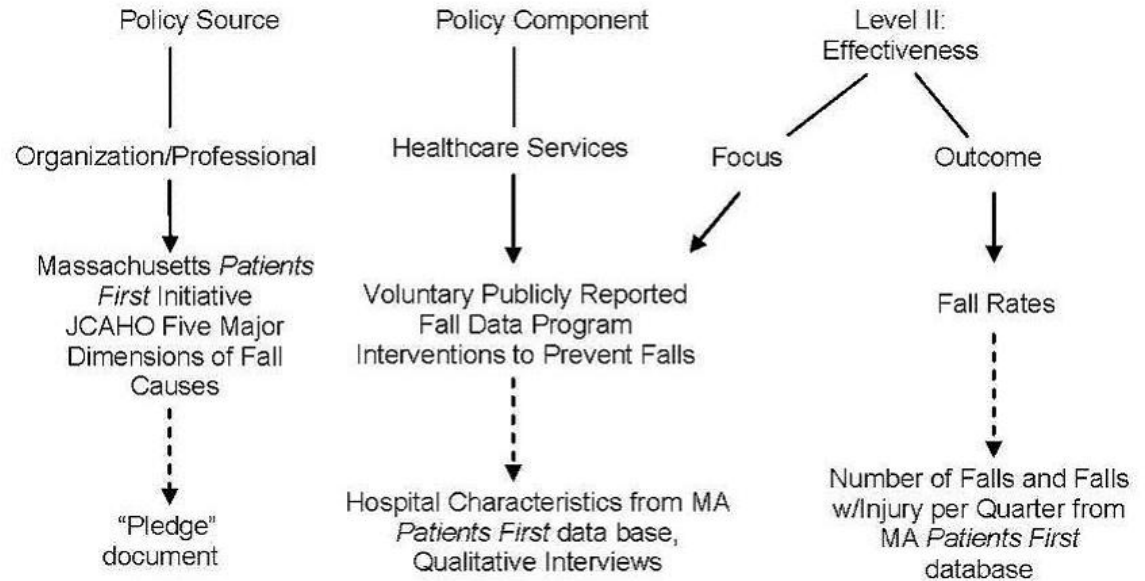 Policy Source
Policy Component
Level II:
Effectiveness
Organization/Professional
Healthcare Services
Focus
Outcome
Massachusetts Patients
First Initiative
JCAHO Five Major
Dimensions of Fall
Causes
Voluntary Publicly Reported
Fall Data Program
Interventions to Prevent Falls
Fall Rates
"Pledge"
document
Hospital Characteristics from MA
Patients First data base,
Qualitative Interviews
Number of Falls and Falls
w/Injury per Quarter from
MA Patients First
database